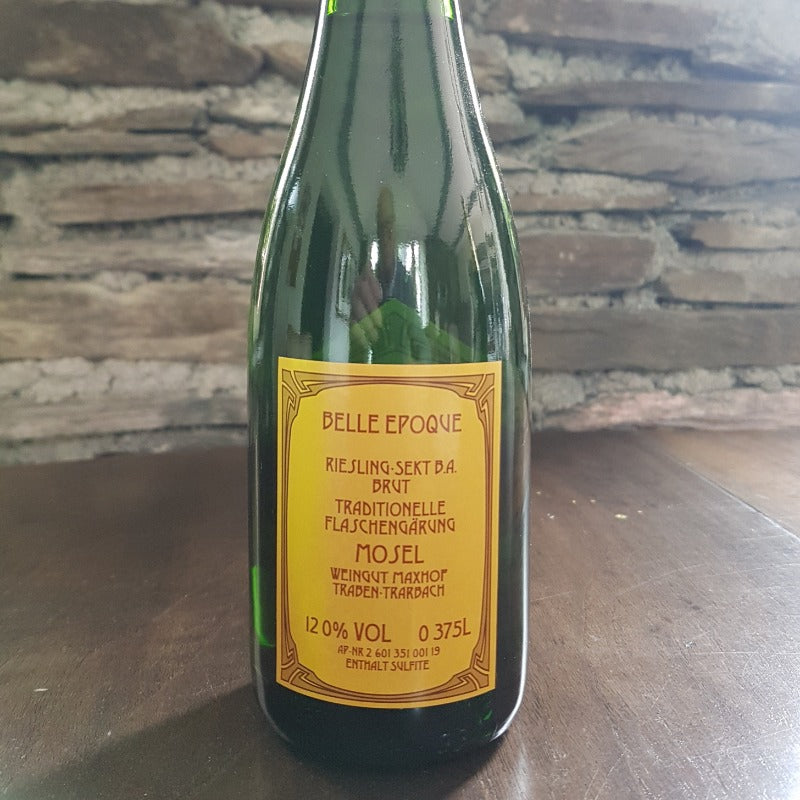 BELLE EPOQUE
RIESLING-SEKT B.A.
BRUT
TRADITIONELLE
FLASCHENGÄRUNG
MOSEL
WEINGUT MAXHOF
TRABEN-TRARBACH
12 0% VOL 0 375L
AP-NR 2 601 351 001 19
ENTHALT SULFITE